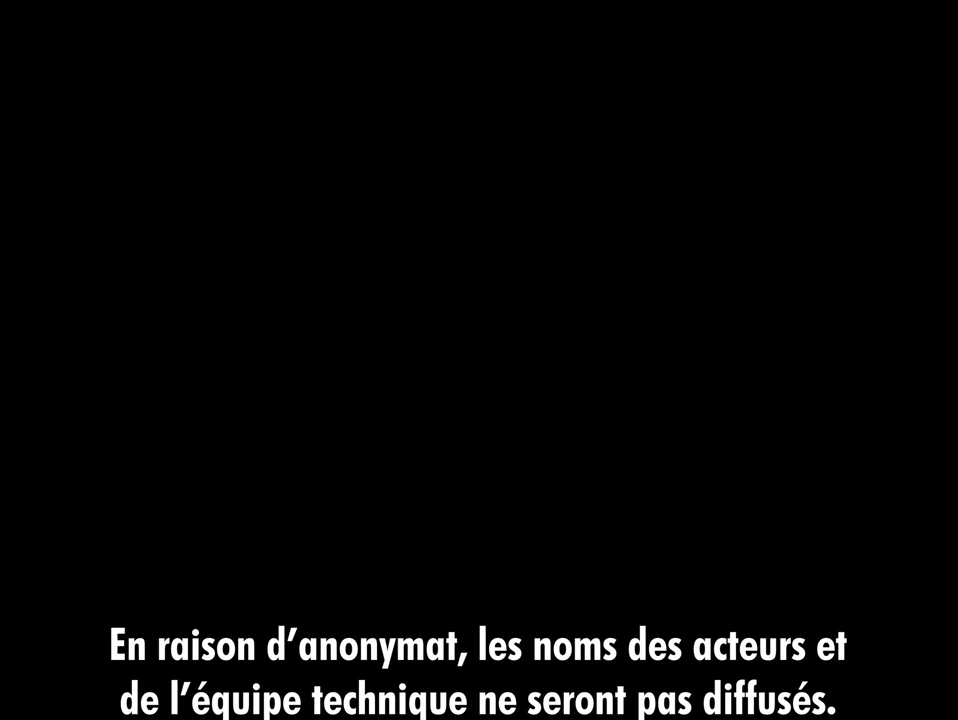 En raison d’anonymat, les noms des acteurs et
de l’équipe technique ne seront pas diffusés.